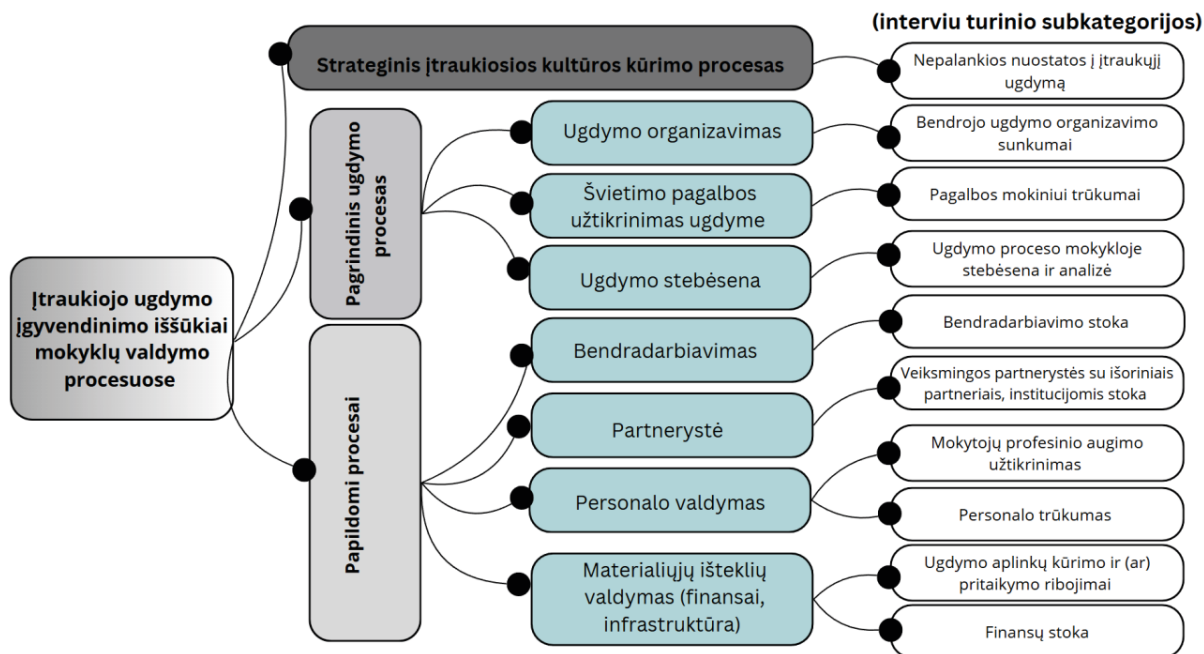 (interviu turinio subkategorijos)
Strateginis įtraukiosios kultūros kūrimo procesas
Nepalankios nuostatos į įtraukųjį
ugdymą
Pagrindinis ugdymo
procesas
Ugdymo organizavimas
Bendrojo ugdymo organizavimo
sunkumai
Švietimo pagalbos
užtikrinimas ugdyme
Pagalbos mokiniui trūkumai
Ugdymo stebėsena
Ugdymo proceso mokykloje
stebėsena ir analizė
Įtraukiojo ugdymo
įgyvendinimo iššūkiai
mokyklų valdymo
procesuose
Papildomi procesai
Bendradarbiavimas
Bendradarbiavimo stoka
Partnerystė
Veiksmingos partnerystės su išoriniais
partneriais, institucijomis stoka
Personalo valdymas
Mokytojų profesinio augimo
užtikrinimas
Personalo trūkumas
Materialiųjų išteklių
valdymas (finansai,
infrastruktūra)
Ugdymo aplinkų kūrimo ir (ar)
pritaikymo ribojimai
Finansų stoka